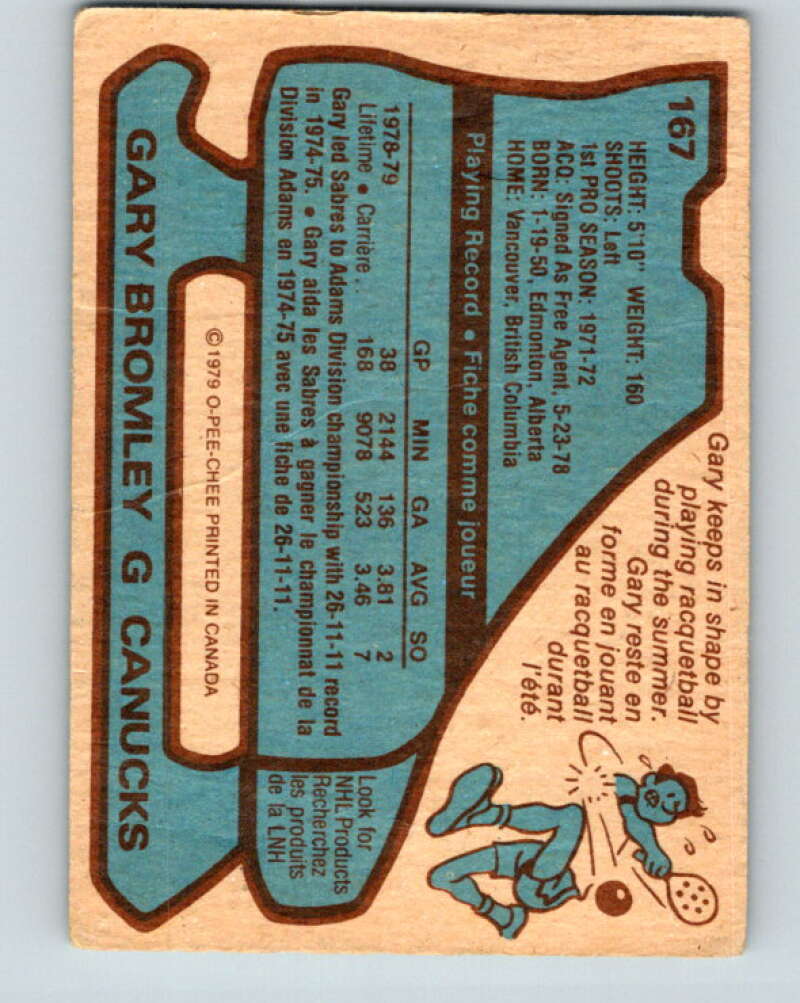 167
HEIGHT: 5'10" WEIGHT: 160
SHOOTS: Left
1st PRO SEASON: 1971-72
ACQ: Signed As Free Agent, 5-23-78
BORN: 1-19-50, Edmonton, Alberta
HOME: Vancouver, British Columbia
Gary keeps in shape by
playing racquetball
during the summer.
Gary reste en
forme en jouant
au racquetball
durant
l'été.
Playing Record • Fiche comme joueur
GP MIN GA AVG SO
1978-79 38 2144 136 3.81 2
Lifetime • Carrière . . 168 9078 523 3.46 7
Gary led Sabres to Adams Division championship with 26-11-11 record
in 1974-75. • Gary aida les Sabres à gagner le championnat de la
Division Adams en 1974-75 avec une fiche de 26-11-11.
Look for
NHL Products
Recherchez
les produits
de la LNH
© 1979 O-PEE-CHEE PRINTED IN CANADA
GARY BROMLEY G CANUCKS